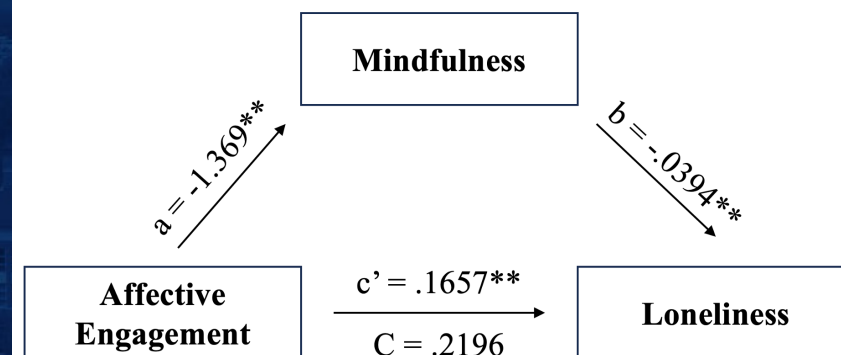 Mindfulness
a = -1.369**
b = -.0394**
Affective
Engagement
c’ = .1657**
C = .2196
Loneliness